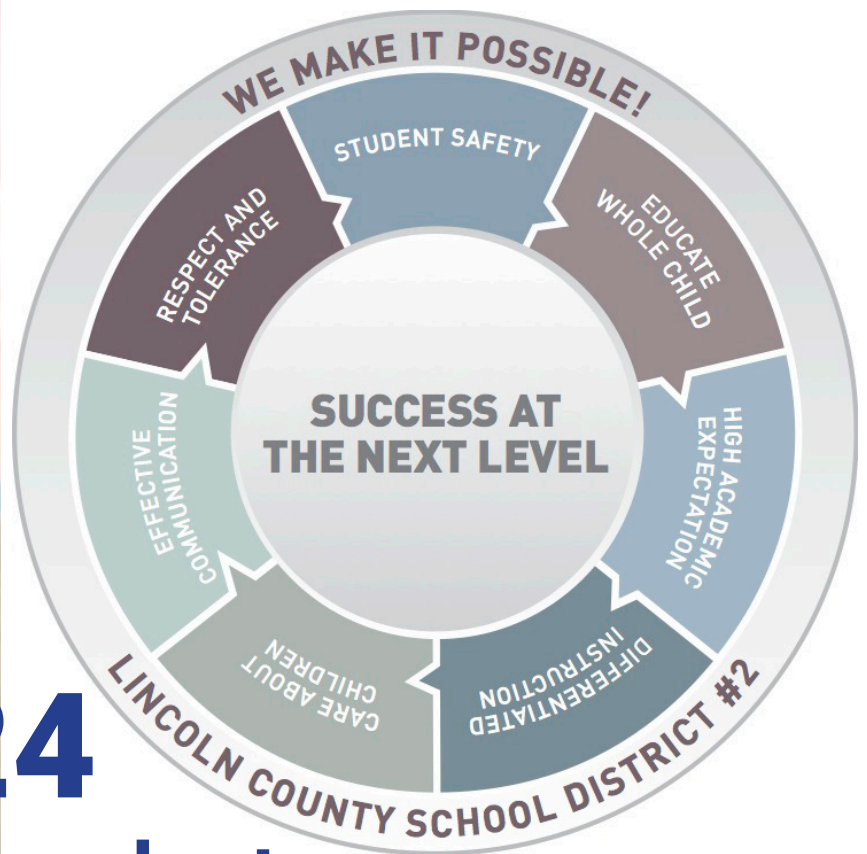 WE MAKE IT POSSIBLE!
STUDENT SAFETY
EDUCATE
WHOLE CHILD
HIGH ACADEMIC
EXPECTATION
DIFFERENTIATED
INSTRUCTION
CARE ABOUT
CHILDREN
EFFECTIVE
COMMUNICATION
RESPECT AND
TOLERANCE
SUCCESS AT
THE NEXT LEVEL
LINCOLN COUNTY SCHOOL DISTRICT #2
24